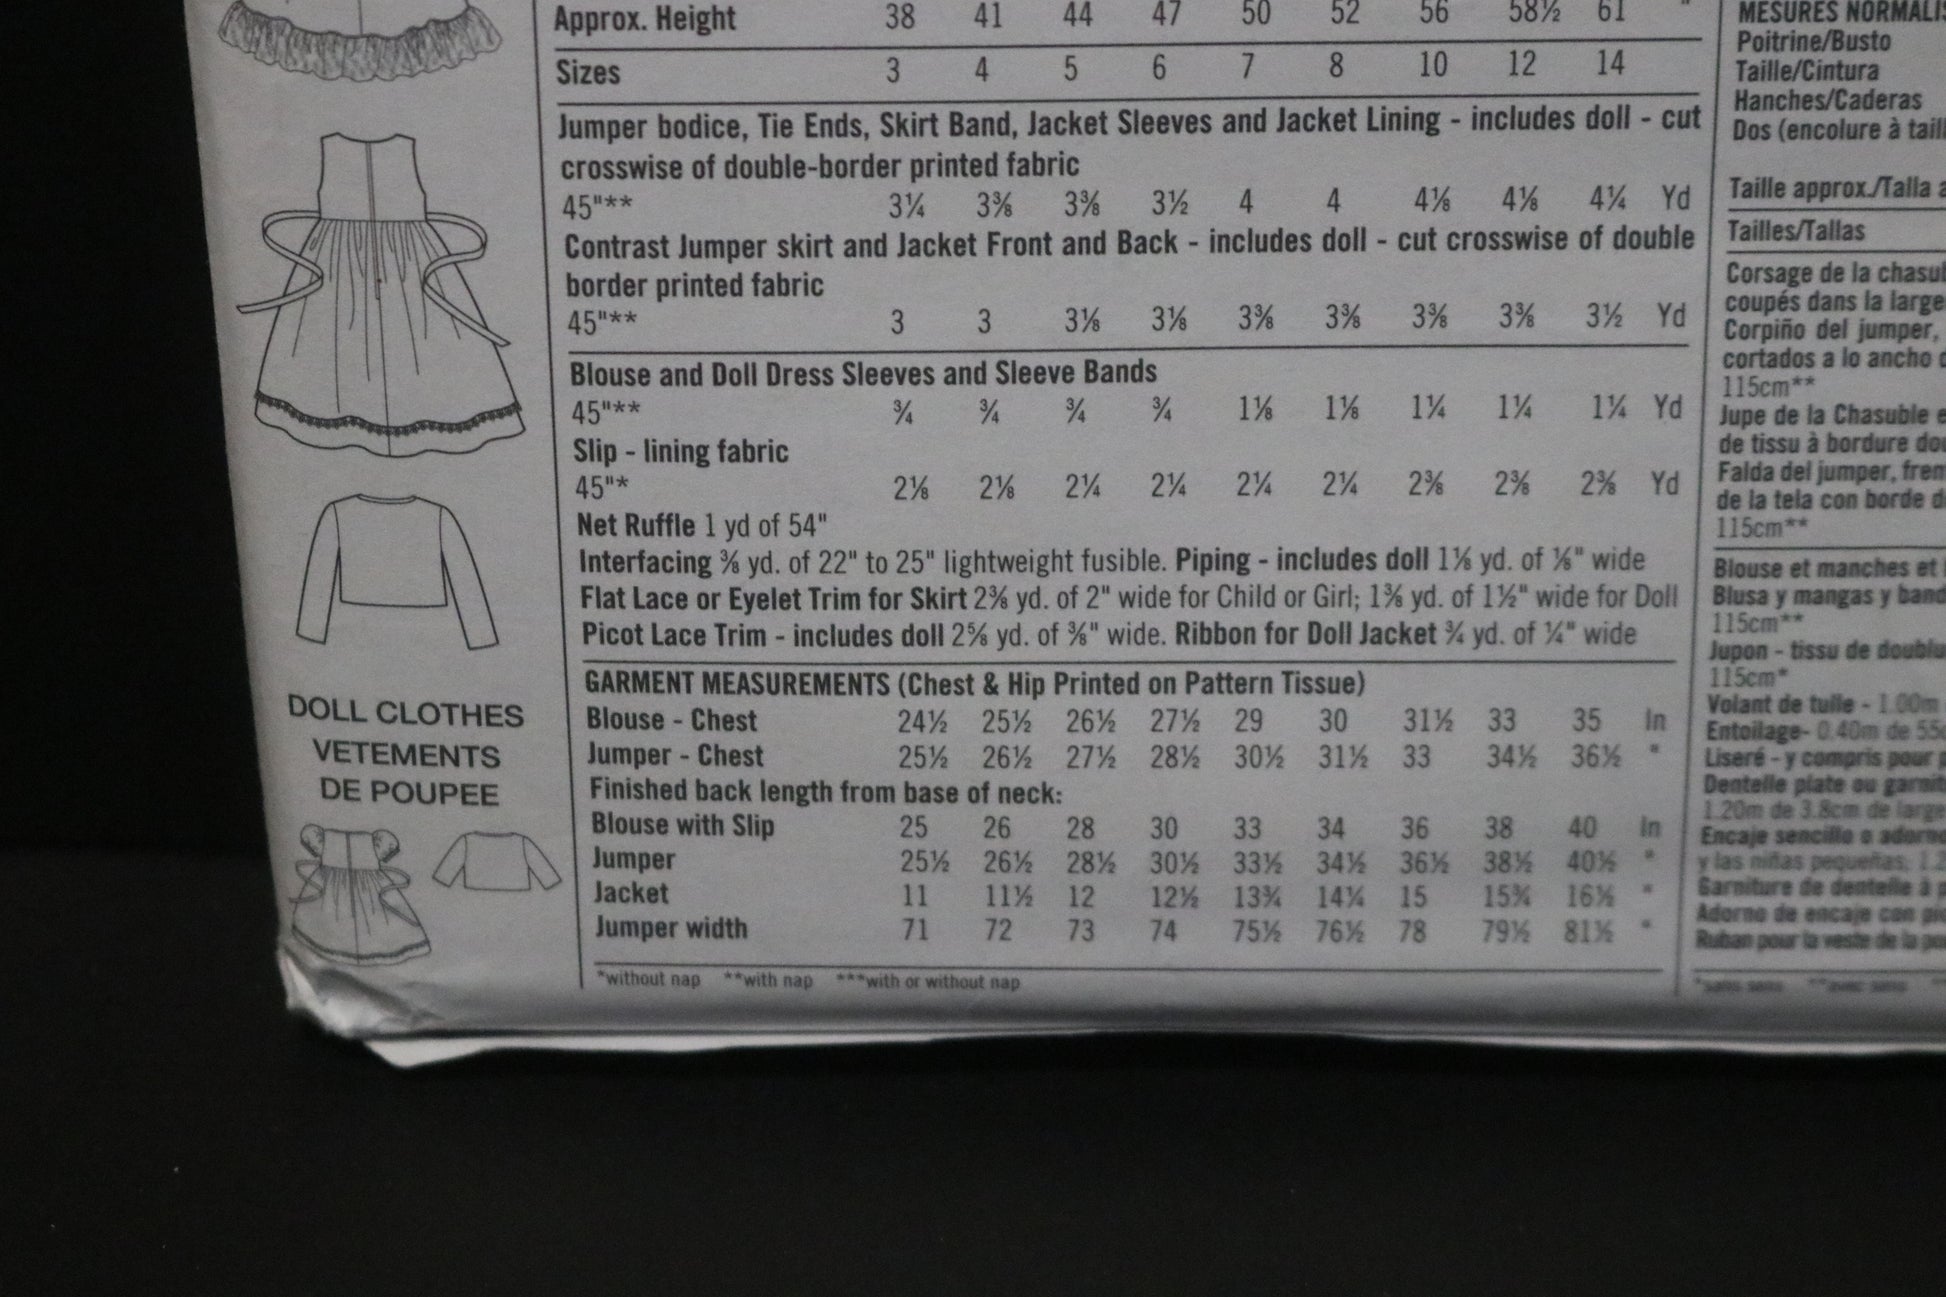 Approx. Height 38 41 44 47 50 52 56 58½ 61 "
Sizes 3 4 5 6 7 8 10 12 14
Jumper bodice, Tie Ends, Skirt Band, Jacket Sleeves and Jacket Lining - includes doll - cut
crosswise of double-border printed fabric
45"** 3¼ 3⅜ 3⅜ 3½ 4 4 4⅛ 4⅛ 4¼ Yd
Contrast Jumper skirt and Jacket Front and Back - includes doll - cut crosswise of double
border printed fabric
45"** 3 3 3⅛ 3⅛ 3⅜ 3⅜ 3⅜ 3⅜ 3½ Yd
Blouse and Doll Dress Sleeves and Sleeve Bands
45"** ¾ ¾ ¾ ¾ 1⅛ 1⅛ 1¼ 1¼ 1¼ Yd
Slip - lining fabric
45"* 2⅛ 2⅛ 2¼ 2¼ 2¼ 2¼ 2⅜ 2⅜ 2⅜ Yd
Net Ruffle 1 yd of 54"
Interfacing ⅜ yd. of 22" to 25" lightweight fusible. Piping - includes doll 1⅛ yd. of ⅛" wide
Flat Lace or Eyelet Trim for Skirt 2⅜ yd. of 2" wide for Child or Girl; 1⅜ yd. of 1½" wide for Doll
Picot Lace Trim - includes doll 2⅝ yd. of ⅜" wide. Ribbon for Doll Jacket ¾ yd. of ¼" wide
GARMENT MEASUREMENTS (Chest & Hip Printed on Pattern Tissue)
Blouse - Chest 24½ 25½ 26½ 27½ 29 30 31½ 33 35 In
Jumper - Chest 25½ 26½ 27½ 28½ 30½ 31½ 33 34½ 36½ "
Finished back length from base of neck:
Blouse with Slip 25 26 28 30 33 34 36 38 40 In
Jumper 25½ 26½ 28½ 30½ 33½ 34½ 36½ 38½ 40½ "
Jacket 11 11½ 12 12½ 13¾ 14¼ 15 15¾ 16½ "
Jumper width 71 72 73 74 75½ 76½ 78 79½ 81½ "
*without nap **with nap ***with or without nap
DOLL CLOTHES
VETEMENTS
DE POUPEE
MESURES
Poitrine/Busto
Taille/Cintura
Hanches/Caderas
Dos (encolure à
Taille approx./Talla
Tailles/Tallas
Corsage de la
coupés dans la
Corpiño del jumper,
cortados a lo ancho
115cm**
Jupe de la Chasuble
de tissu à bordure
Falda del jumper,
de la tela con borde
115cm**
Blouse et manches et
Blusa y mangas y
115cm**
Jupon - tissu de
115cm*
Volant de tulle - 1.00m
Entoilage- 0.40m de
Liseré - y compris pour
Dentelle plate ou
1.20m de 3.8cm de
Encaje sencillo o
y las niñas pequeñas,
Garniture de dentelle à
Adorno de encaje con
Ruban pour la veste de la